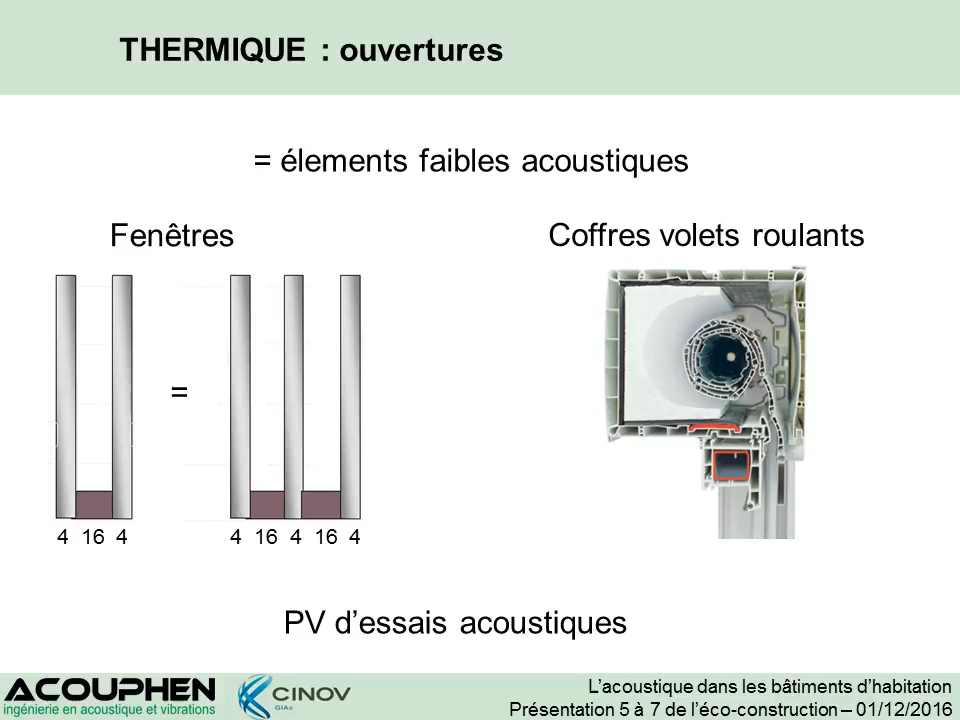 THERMIQUE : ouvertures
= élements faibles acoustiques
Fenêtres
Coffres volets roulants
=
4 16 4
4 16 4 16 4
PV d’essais acoustiques
ACOUPHEN
ingénierie en acoustique et vibrations
CINOV
GIAc
L’acoustique dans les bâtiments d’habitation
Présentation 5 à 7 de l’éco-construction – 01/12/2016